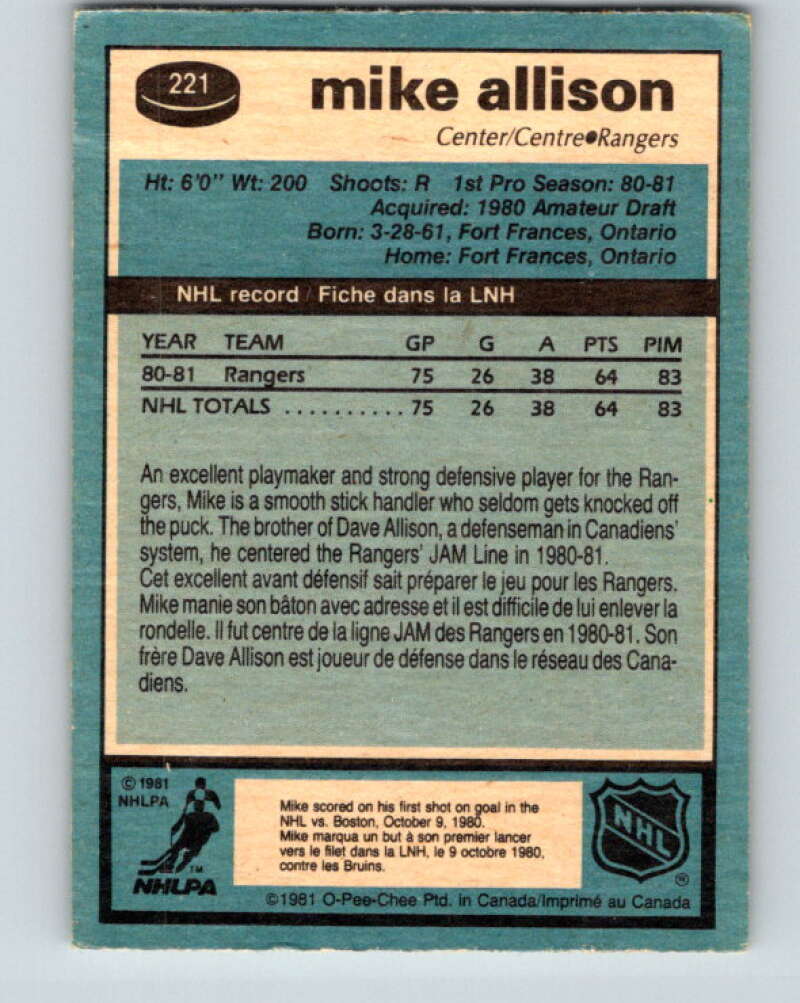 221
mike allison
Center/Centre●Rangers
Ht: 6'0" Wt: 200 Shoots: R 1st Pro Season: 80-81
Acquired: 1980 Amateur Draft
Born: 3-28-61, Fort Frances, Ontario
Home: Fort Frances, Ontario
NHL record / Fiche dans la LNH
YEAR TEAM GP G A PTS PIM
80-81 Rangers 75 26 38 64 83
NHL TOTALS .......... 75 26 38 64 83
An excellent playmaker and strong defensive player for the Ran-
gers, Mike is a smooth stick handler who seldom gets knocked off
the puck. The brother of Dave Allison, a defenseman in Canadiens'
system, he centered the Rangers' JAM Line in 1980-81.
Cet excellent avant défensif sait préparer le jeu pour les Rangers.
Mike manie son bâton avec adresse et il est difficile de lui enlever la
rondelle. Il fut centre de la ligne JAM des Rangers en 1980-81. Son
frère Dave Allison est joueur de défense dans le réseau des Cana-
diens.
© 1981
NHLPA
TM
NHLPA
Mike scored on his first shot on goal in the
NHL vs. Boston, October 9, 1980.
Mike marqua un but à son premier lancer
vers le filet dans la LNH, le 9 octobre 1980,
contre les Bruins.
NHL
®
©1981 O-Pee-Chee Ptd. in Canada/Imprimé au Canada